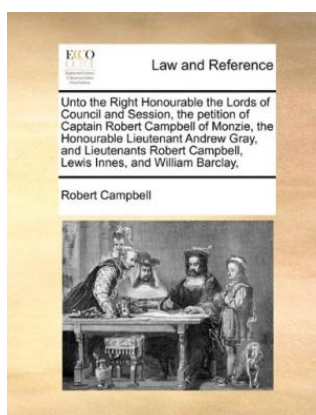 ECCO
Law and Reference
Unto the Right Honourable the Lords of
Council and Session, the petition of
Captain Robert Campbell of Monzie, the
Honourable Lieutenant Andrew Gray,
and Lieutenants Robert Campbell,
Lewis Innes, and William Barclay,
Robert Campbell